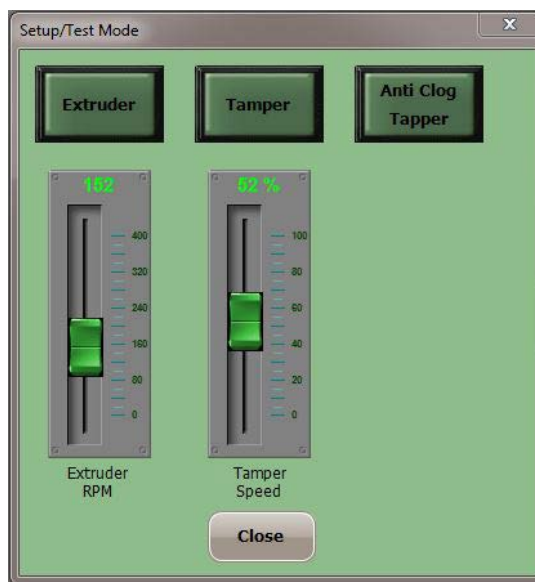 Setup/Test Mode
X
Extruder
Tamper
Anti Clog
Tapper
152
52 %
400
320
240
160
80
0
100
80
60
40
20
0
Extruder
RPM
Tamper
Speed
Close